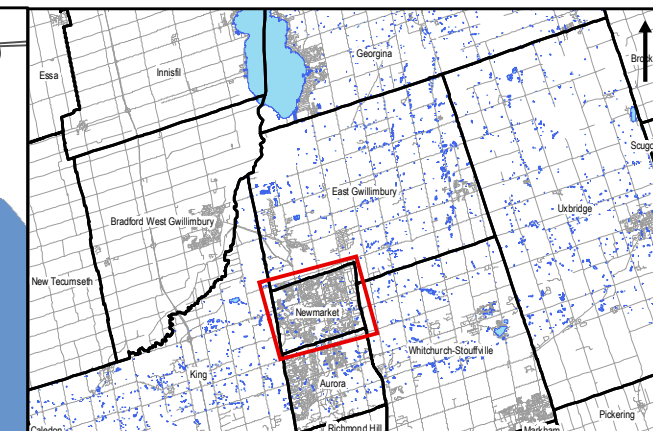 Georgina
Essa
Innisfil
Brock
Scugog
East Gwillimbury
Bradford West Gwillimbury
Uxbridge
New Tecumseth
Newmarket
Whitchurch-Stouffville
King
Aurora
Pickering
Caledon
Richmond Hill
Markham